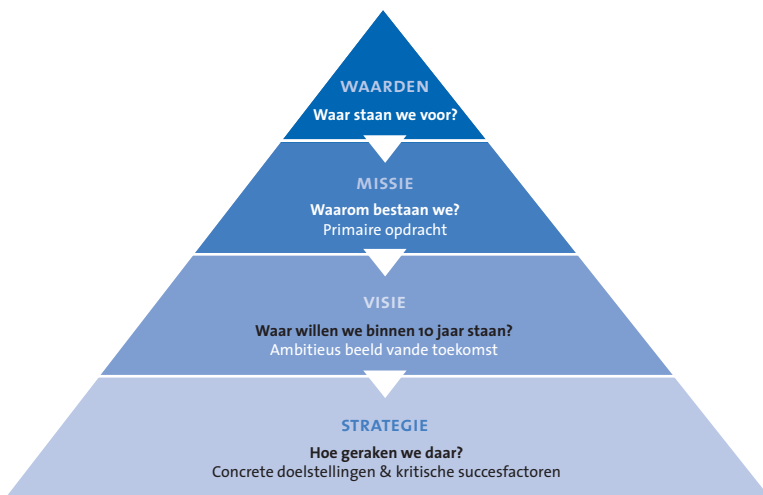 WAARDEN
Waar staan we voor?
MISSIE
Waarom bestaan we?
Primaire opdracht
VISIE
Waar willen we binnen 10 jaar staan?
Ambitieus beeld vande toekomst
STRATEGIE
Hoe geraken we daar?
Concrete doelstellingen & kritische succesfactoren